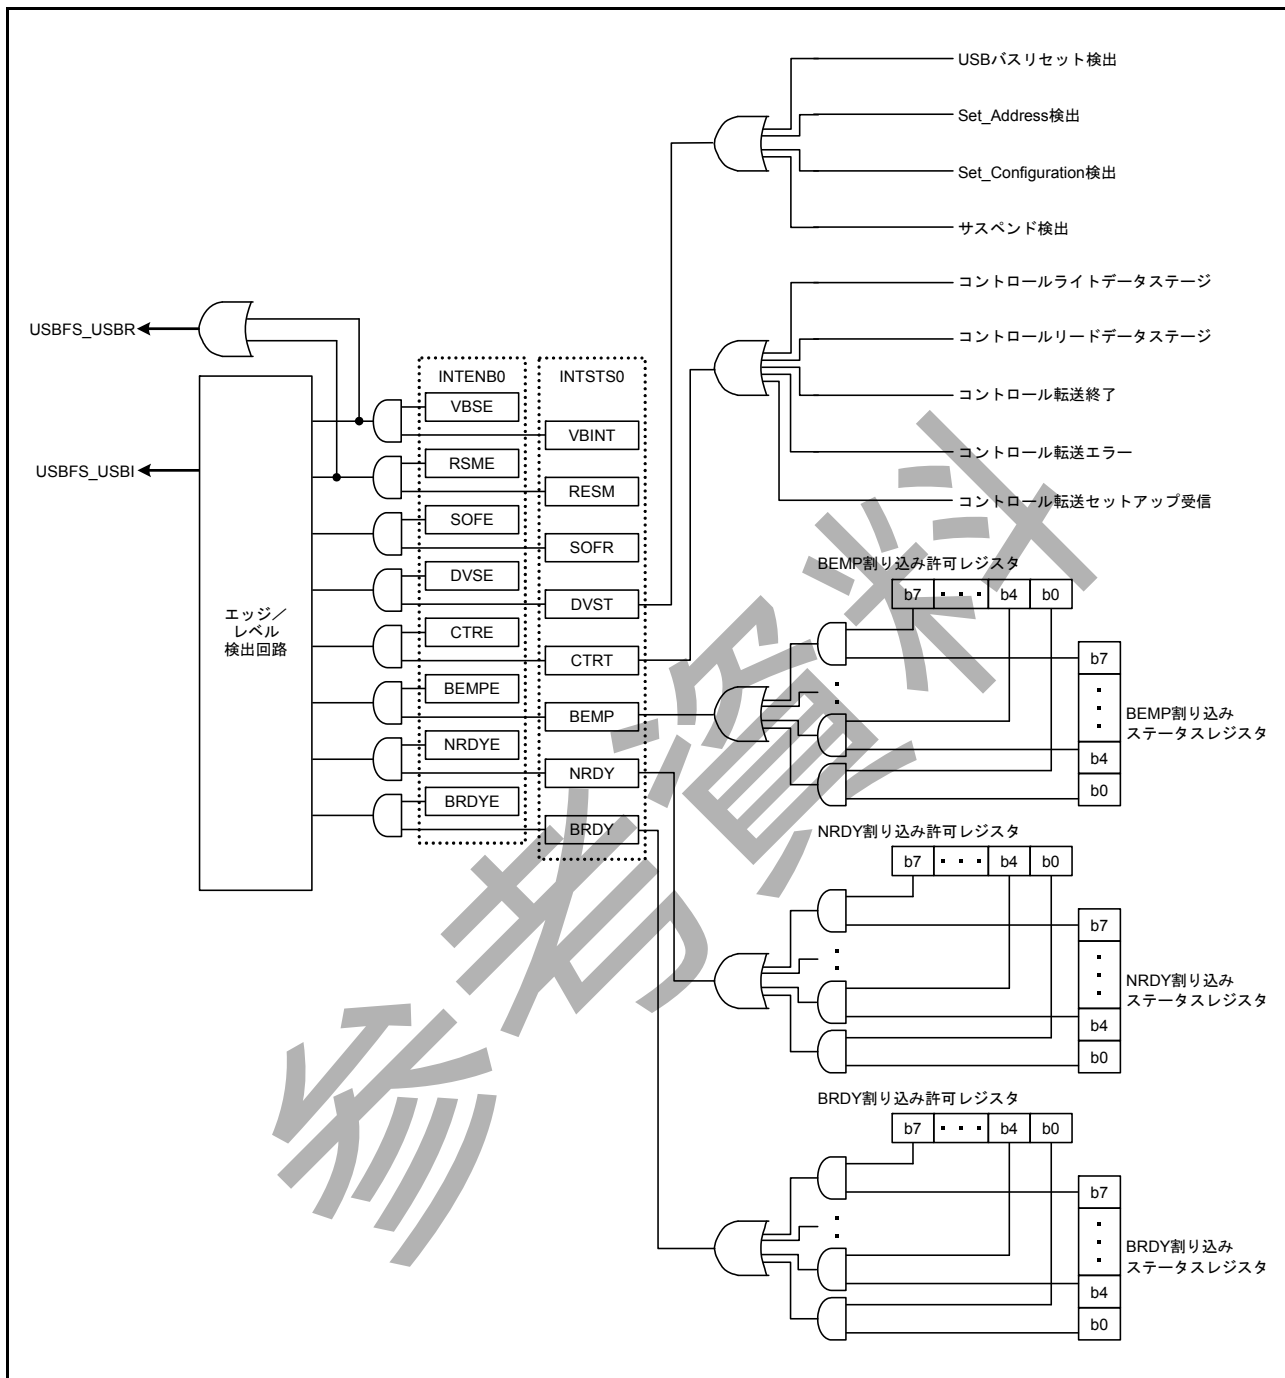 USBバスリセット検出
Set_Address検出
Set_Configuration検出
サスペンド検出
コントロールライトデータステージ
コントロールリードデータステージ
コントロール転送終了
コントロール転送エラー
コントロール転送セットアップ受信
USBFS_USBR
USBFS_USBI
エッジ／
レベル
検出回路
INTENB0
VBSE
RSME
SOFE
DVSE
CTRE
BEMPE
NRDYE
BRDYE
INTSTS0
VBINT
RESM
SOFR
DVST
CTRT
BEMP
NRDY
BRDY
BEMP割り込み許可レジスタ
b7 ・・・ b4 b0
b7
・
・
・
b4
b0
BEMP割り込み
ステータスレジスタ
NRDY割り込み許可レジスタ
b7 ・・・ b4 b0
b7
・
・
・
b4
b0
NRDY割り込み
ステータスレジスタ
BRDY割り込み許可レジスタ
b7 ・・・ b4 b0
b7
・
・
・
b4
b0
BRDY割り込み
ステータスレジスタ
参考資料